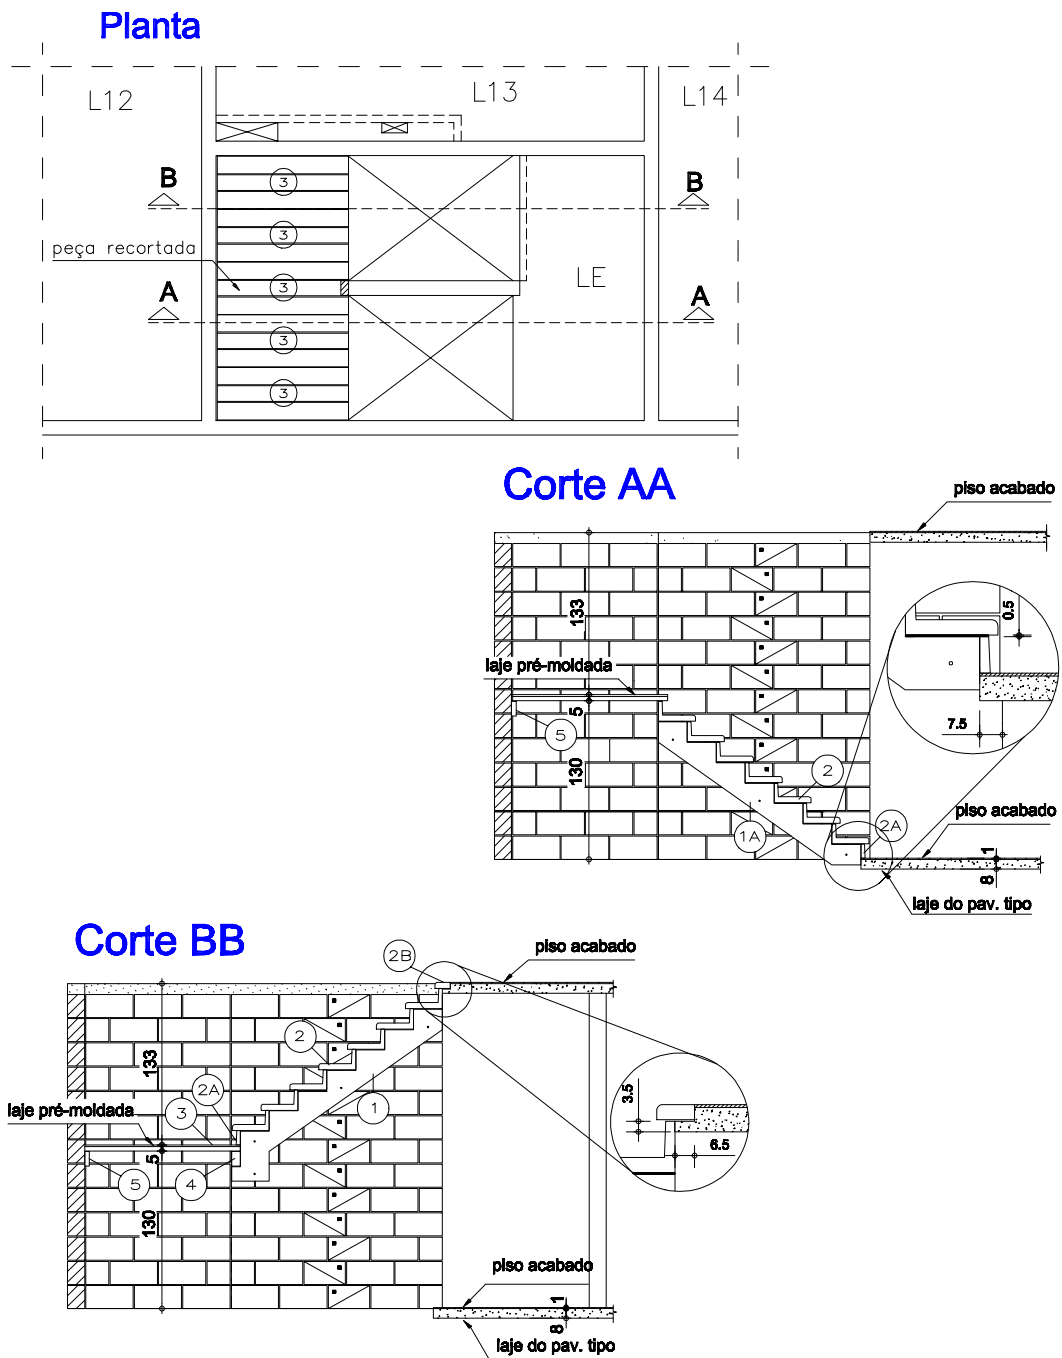 Planta
L12
L13
L14
3
B
B
3
peça recortada
3
LE
A
A
3
3
Corte AA
piso acabado
133
0.5
laje pré-moldada
5
5
7.5
130
2
1A
2A
piso acabado
1
8
laje do pav. tipo
Corte BB
2B
piso acabado
2
133
2A
3.5
laje pré-moldada
3
1
6.5
5
5
4
130
piso acabado
1
8
laje do pav. tipo